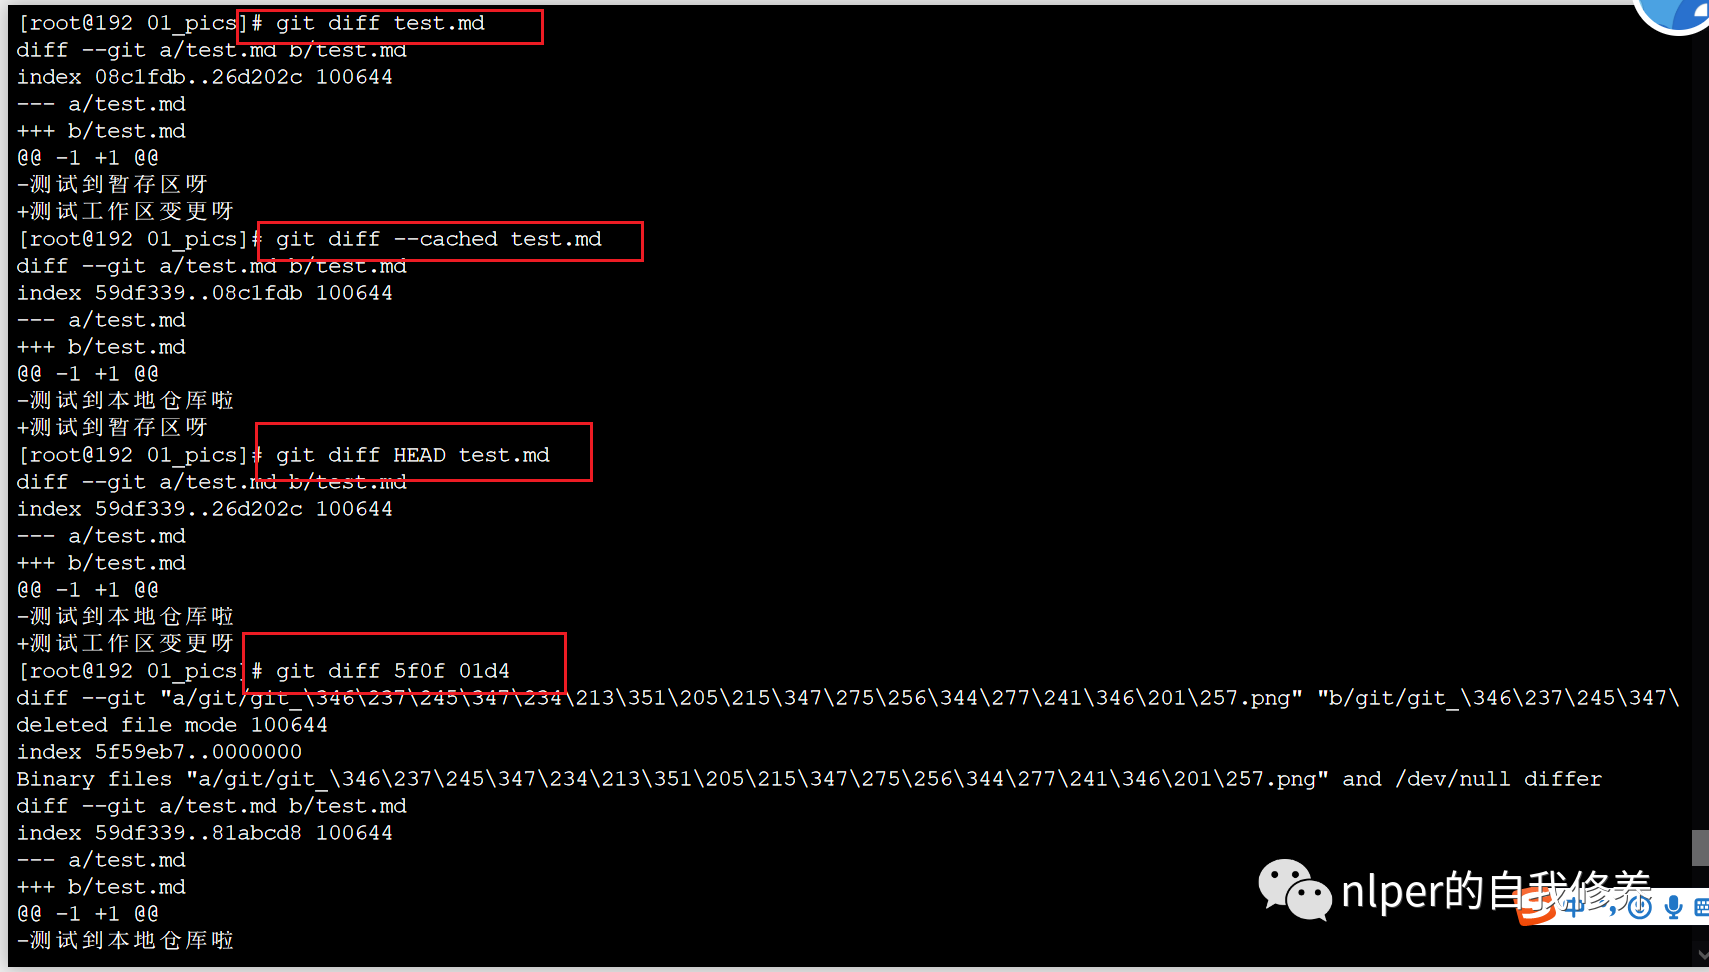 [root@192 01_pics]# git diff test.md
diff --git a/test.md b/test.md
index 08c1fdb..26d202c 100644
--- a/test.md
+++ b/test.md
@@ -1 +1 @@
-测试到暂存区呀
+测试工作区变更呀
[root@192 01_pics]# git diff --cached test.md
diff --git a/test.md b/test.md
index 59df339..08c1fdb 100644
--- a/test.md
+++ b/test.md
@@ -1 +1 @@
-测试到本地仓库啦
+测试到暂存区呀
[root@192 01_pics]# git diff HEAD test.md
diff --git a/test.md b/test.md
index 59df339..26d202c 100644
--- a/test.md
+++ b/test.md
@@ -1 +1 @@
-测试到本地仓库啦
+测试工作区变更呀
[root@192 01_pics]# git diff 5f0f 01d4
diff --git "a/git/git_\346\237\245\347\234\213\351\205\215\347\275\256\344\277\241\346\201\257.png" "b/git/git_\346\237\245\347\
deleted file mode 100644
index 5f59eb7..0000000
Binary files "a/git/git_\346\237\245\347\234\213\351\205\215\347\275\256\344\277\241\346\201\257.png" and /dev/null differ
diff --git a/test.md b/test.md
index 59df339..81abcd8 100644
--- a/test.md
+++ b/test.md
@@ -1 +1 @@
-测试到本地仓库啦
nlper的自我修养
中